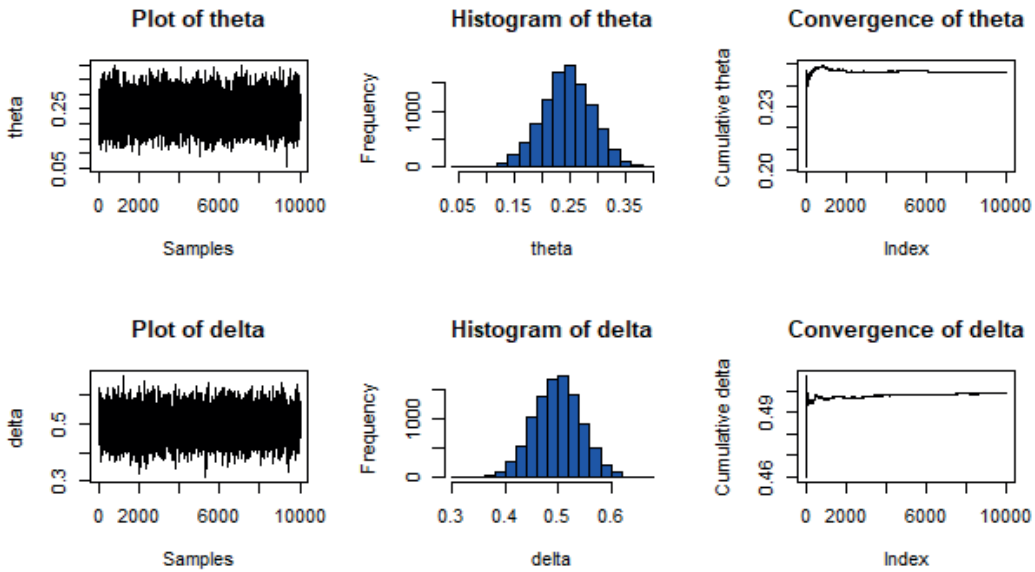 Plot of theta
theta
0.05
0.25
0
2000
6000
10000
Samples
Histogram of theta
Frequency
0
1000
0.05
0.15
0.25
0.35
theta
Convergence of theta
Cumulative theta
0.20
0.23
0
2000
6000
10000
Index
Plot of delta
delta
0.3
0.5
0
2000
6000
10000
Samples
Histogram of delta
Frequency
0
1000
0.3
0.4
0.5
0.6
delta
Convergence of delta
Cumulative delta
0.46
0.49
0
2000
6000
10000
Index